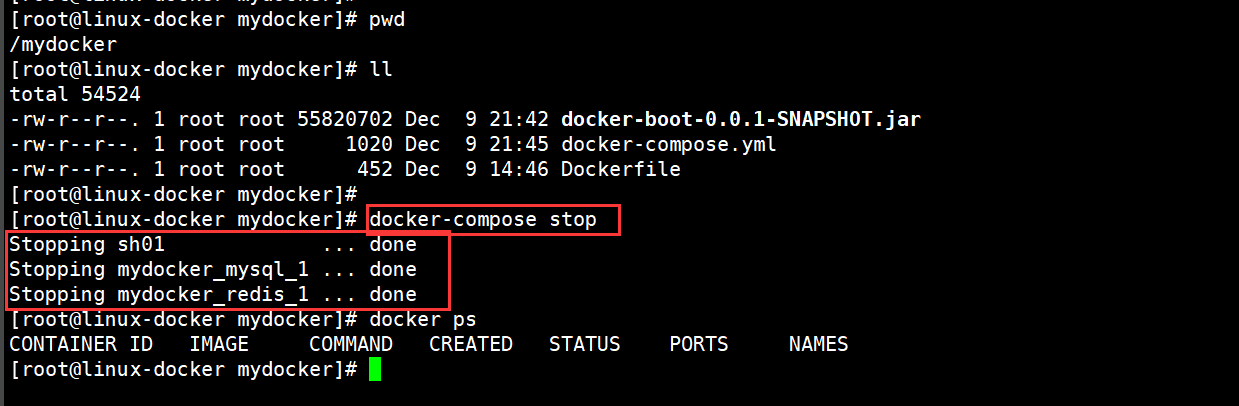 [root@linux-docker mydocker]#
[root@linux-docker mydocker]# pwd
/mydocker
[root@linux-docker mydocker]# ll
total 54524
-rw-r--r--. 1 root root 55820702 Dec  9 21:42 docker-boot-0.0.1-SNAPSHOT.jar
-rw-r--r--. 1 root root     1020 Dec  9 21:45 docker-compose.yml
-rw-r--r--. 1 root root      452 Dec  9 14:46 Dockerfile
[root@linux-docker mydocker]#
[root@linux-docker mydocker]# docker-compose stop
Stopping sh01             ... done
Stopping mydocker_mysql_1 ... done
Stopping mydocker_redis_1 ... done
[root@linux-docker mydocker]# docker ps
CONTAINER ID   IMAGE     COMMAND   CREATED   STATUS    PORTS     NAMES
[root@linux-docker mydocker]#